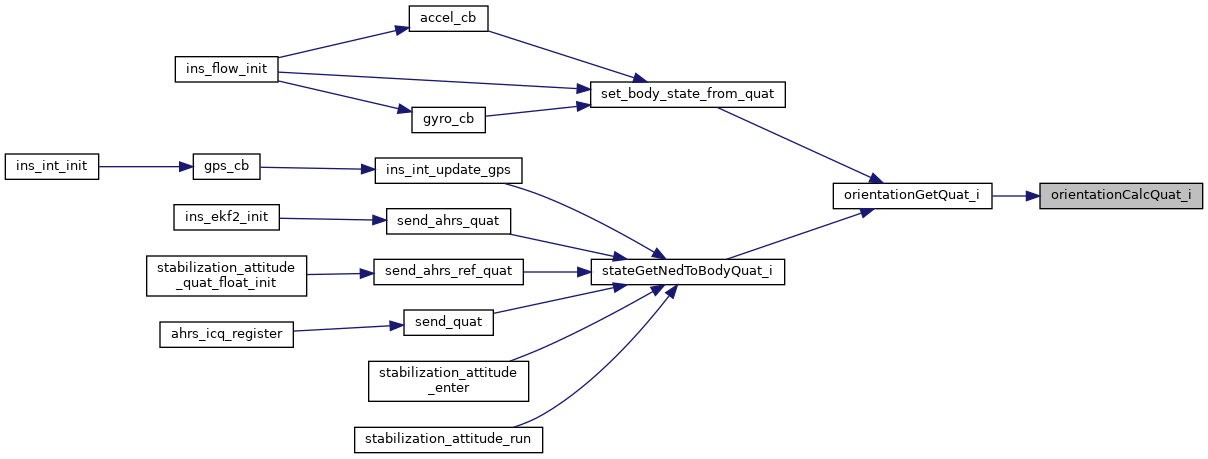 accel_cb
ins_flow_init
set_body_state_from_quat
gyro_cb
ins_int_init
gps_cb
ins_int_update_gps
orientationGetQuat_i
orientationCalcQuat_i
ins_ekf2_init
send_ahrs_quat
stabilization_attitude
_quat_float_init
send_ahrs_ref_quat
stateGetNedToBodyQuat_i
ahrs_icq_register
send_quat
stabilization_attitude
_enter
stabilization_attitude_run